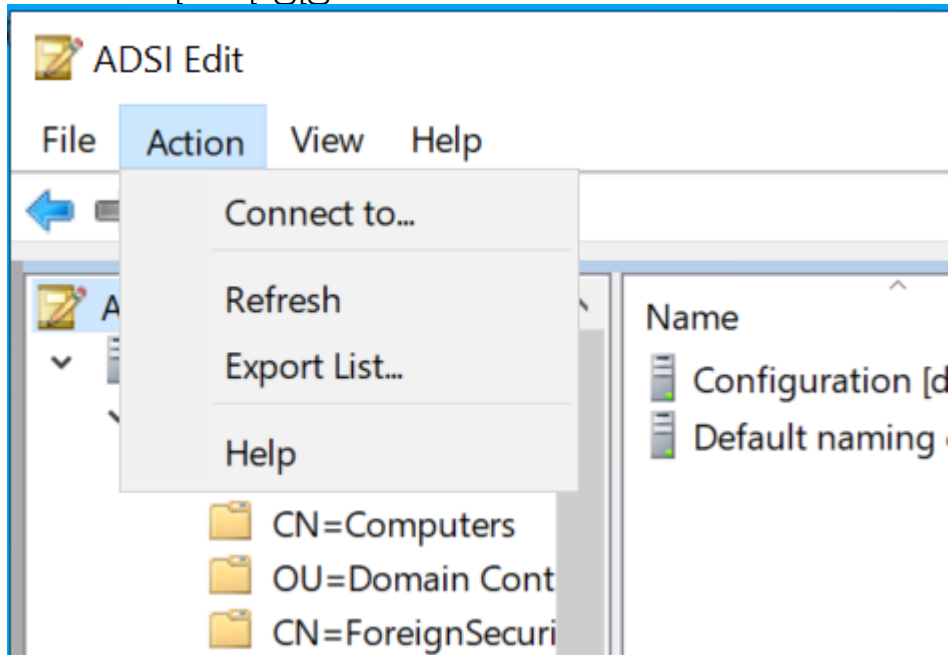 ADSI Edit
File Action View Help
Connect to...
Refresh
Export List...
Help
A
CN=Computers
OU=Domain Cont
CN=ForeignSecuri
Name
Configuration [d
Default naming